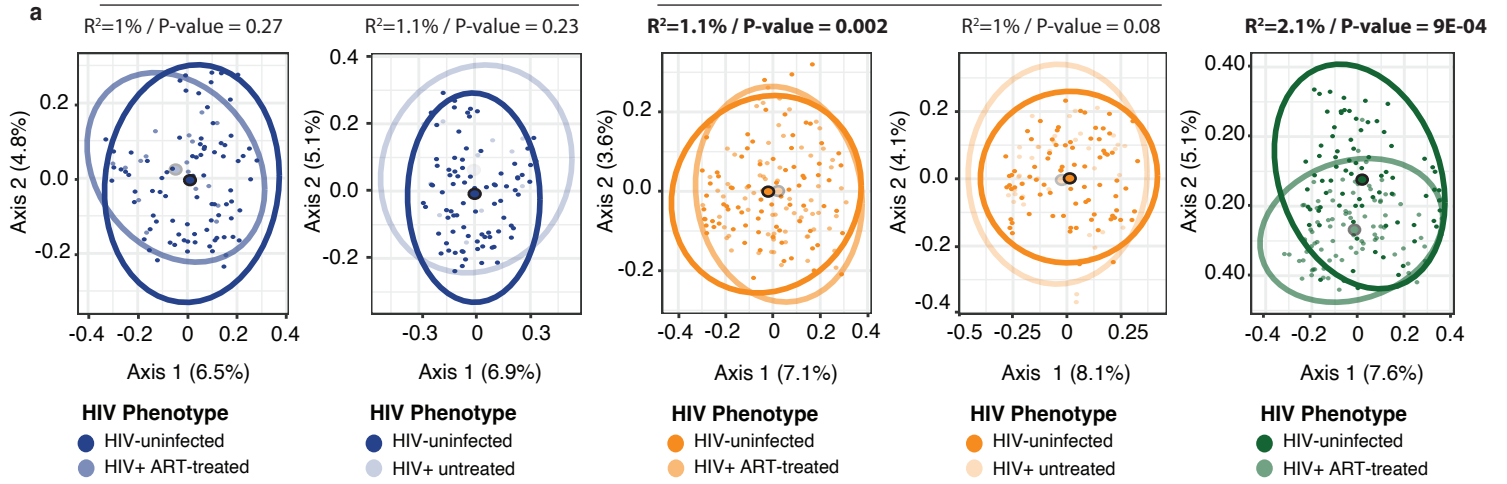 a
R²=1% / P-value = 0.27
R²=1.1% / P-value = 0.23
R²=1.1% / P-value = 0.002
R²=1% / P-value = 0.08
R²=2.1% / P-value = 9E-04
Axis 2 (4.8%)
0.2
0.0
-0.2
-0.4 -0.2 0 0.2 0.4
Axis 1 (6.5%)
HIV Phenotype
HIV-uninfected
HIV+ ART-treated
Axis 2 (5.1%)
0.4
0.2
0.0
-0.2
-0.3 0 0.3
Axis 1 (6.9%)
HIV Phenotype
HIV-uninfected
HIV+ untreated
Axis 2 (3.6%)
0.2
0.0
-0.2
-0.4 -0.2 0 0.2 0.4
Axis 1 (7.1%)
HIV Phenotype
HIV-uninfected
HIV+ ART-treated
Axis 2 (4.1%)
0.2
0.0
-0.2
-0.4
-0.5 -0.25 0 0.25
Axis 1 (8.1%)
HIV Phenotype
HIV-uninfected
HIV+ untreated
Axis 2 (5.1%)
0.40
0.20
0.20
0.40
-0.4 -0.2 0 0.2 0.4
Axis 1 (7.6%)
HIV Phenotype
HIV-uninfected
HIV+ ART-treated